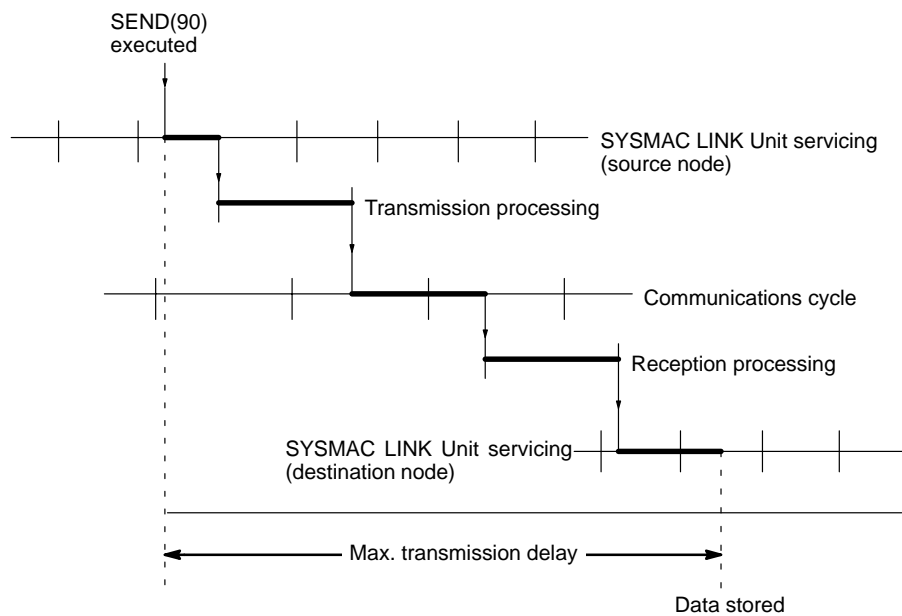 SEND(90)
executed
SYSMAC LINK Unit servicing
(source node)
Transmission processing
Communications cycle
Reception processing
SYSMAC LINK Unit servicing
(destination node)
Max. transmission delay
Data stored